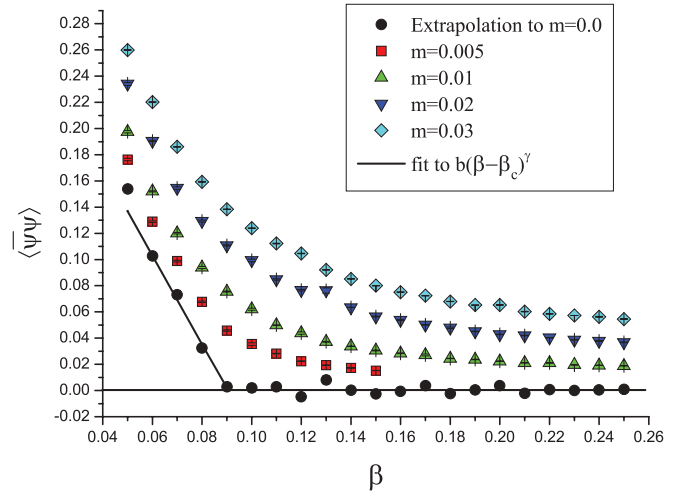 0.28
0.26
0.24
0.22
0.20
0.18
0.16
0.14
0.12
0.10
0.08
0.06
0.04
0.02
0.00
-0.02
⟨ψ̅ψ⟩
Extrapolation to m=0.0
m=0.005
m=0.01
m=0.02
m=0.03
fit to b(β−β_c)^γ
0.04 0.06 0.08 0.10 0.12 0.14 0.16 0.18 0.20 0.22 0.24 0.26
β